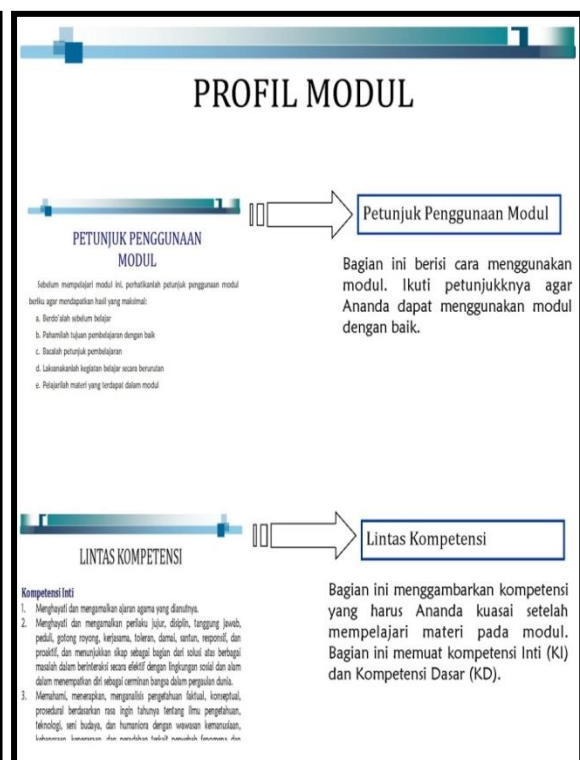 PROFIL MODUL
PETUNJUK PENGGUNAAN
MODUL
Sebelum mempelajari modul ini, perhatikanlah petunjuk penggunaan modul
beriku agar mendapatkan hasil yang maksimal:
a. Berdo'alah sebelum belajar
b. Pahamilah tujuan pembelajaran dengan baik
c. Bacalah petunjuk pembelajaran
d. Laksanakanlah kegiatan belajar secara berurutan
e. Pelajarilah materi yang terdapat dalam modul
Petunjuk Penggunaan Modul
Bagian ini berisi cara menggunakan
modul. Ikuti petunjukknya agar
Ananda dapat menggunakan modul
dengan baik.
LINTAS KOMPETENSI
Kompetensi Inti
1. Menghayati dan mengamalkan ajaran agama yang dianutnya.
2. Menghayati dan mengamalkan perilaku jujur, disiplin, tanggung jawab,
peduli, gotong royong, kerjasama, toleran, damai, santun, responsif, dan
proaktif, dan menunjukkan sikap sebagai bagian dari solusi atas berbagai
masalah dalam berinteraksi secara efektif dengan lingkungan sosial dan alam
dalam menempatkan diri sebagai cerminan bangsa dalam pergaulan dunia.
3. Memahami, menerapkan, menganalisis pengetahuan faktual, konseptual,
prosedural berdasarkan rasa ingin tahunya tentang ilmu pengetahuan,
teknologi, seni budaya, dan humaniora dengan wawasan kemanusiaan,
Lintas Kompetensi
Bagian ini menggambarkan kompetensi
yang harus Ananda kuasai setelah
mempelajari materi pada modul.
Bagian ini memuat kompetensi Inti (KI)
dan Kompetensi Dasar (KD).